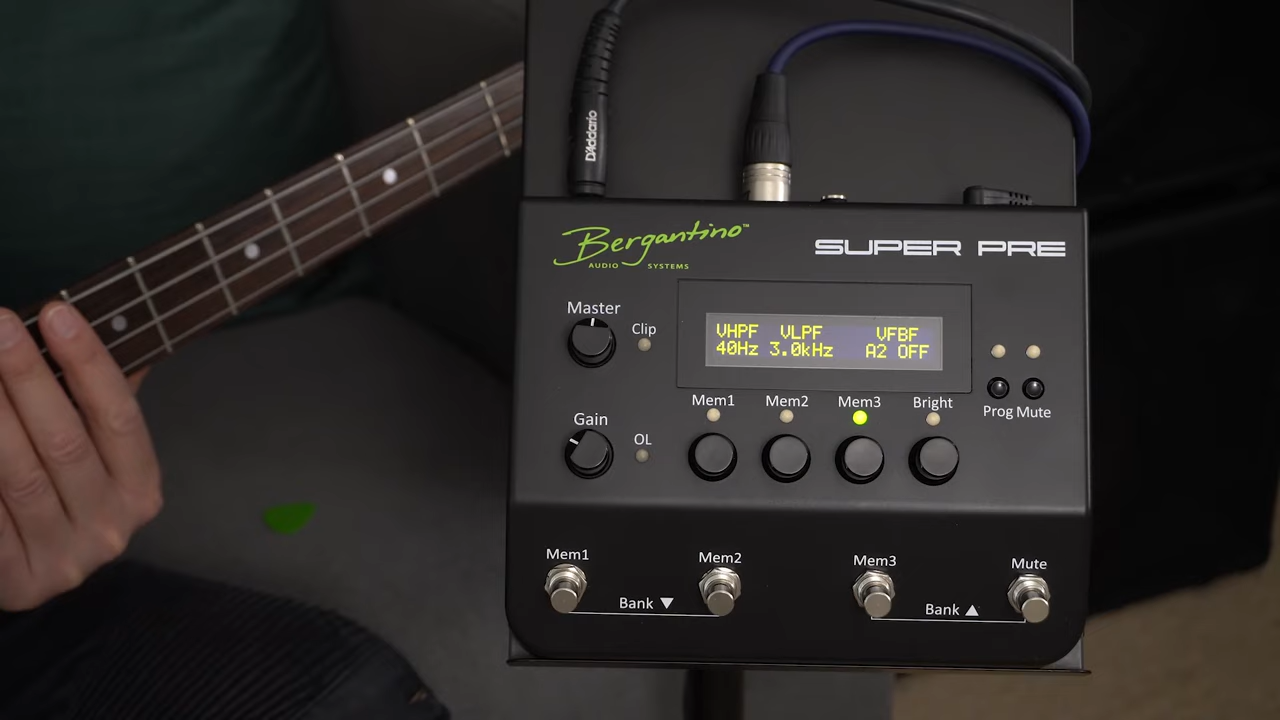 D'Addario
Bergantino™
AUDIO SYSTEMS
SUPER PRE
Master
Clip
VHPF VLPF VFBF
40Hz 3.0kHz A2 OFF
Mem1 Mem2 Mem3 Bright
Prog Mute
Gain
OL
Mem1
Mem2
Mem3
Mute
Bank ▼
Bank ▲